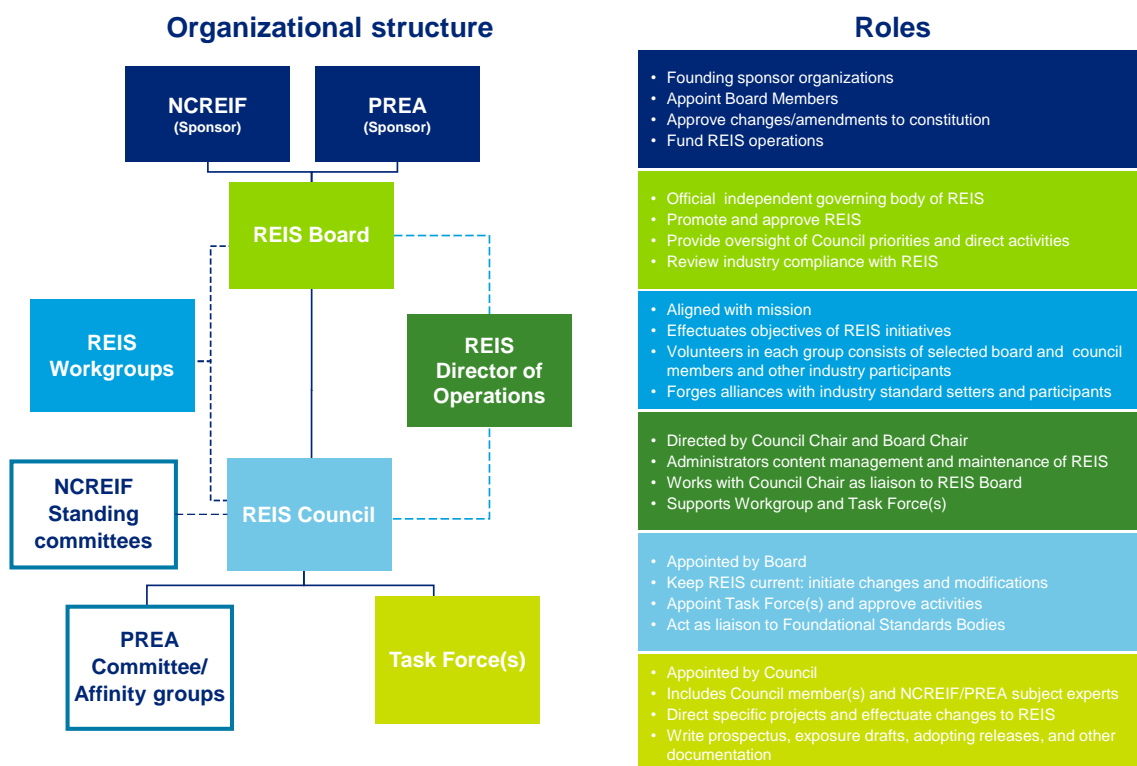 Organizational structure
NCREIF
(Sponsor)
PREA
(Sponsor)
REIS Board
REIS
Workgroups
REIS
Director of
Operations
NCREIF
Standing
committees
REIS Council
PREA
Committee/
Affinity groups
Task Force(s)
Roles
• Founding sponsor organizations
• Appoint Board Members
• Approve changes/amendments to constitution
• Fund REIS operations
• Official independent governing body of REIS
• Promote and approve REIS
• Provide oversight of Council priorities and direct activities
• Review industry compliance with REIS
• Aligned with mission
• Effectuates objectives of REIS initiatives
• Volunteers in each group consists of selected board and council
members and other industry participants
• Forges alliances with industry standard setters and participants
• Directed by Council Chair and Board Chair
• Administrators content management and maintenance of REIS
• Works with Council Chair as liaison to REIS Board
• Supports Workgroup and Task Force(s)
• Appointed by Board
• Keep REIS current: initiate changes and modifications
• Appoint Task Force(s) and approve activities
• Act as liaison to Foundational Standards Bodies
• Appointed by Council
• Includes Council member(s) and NCREIF/PREA subject experts
• Direct specific projects and effectuate changes to REIS
• Write prospectus, exposure drafts, adopting releases, and other
documentation